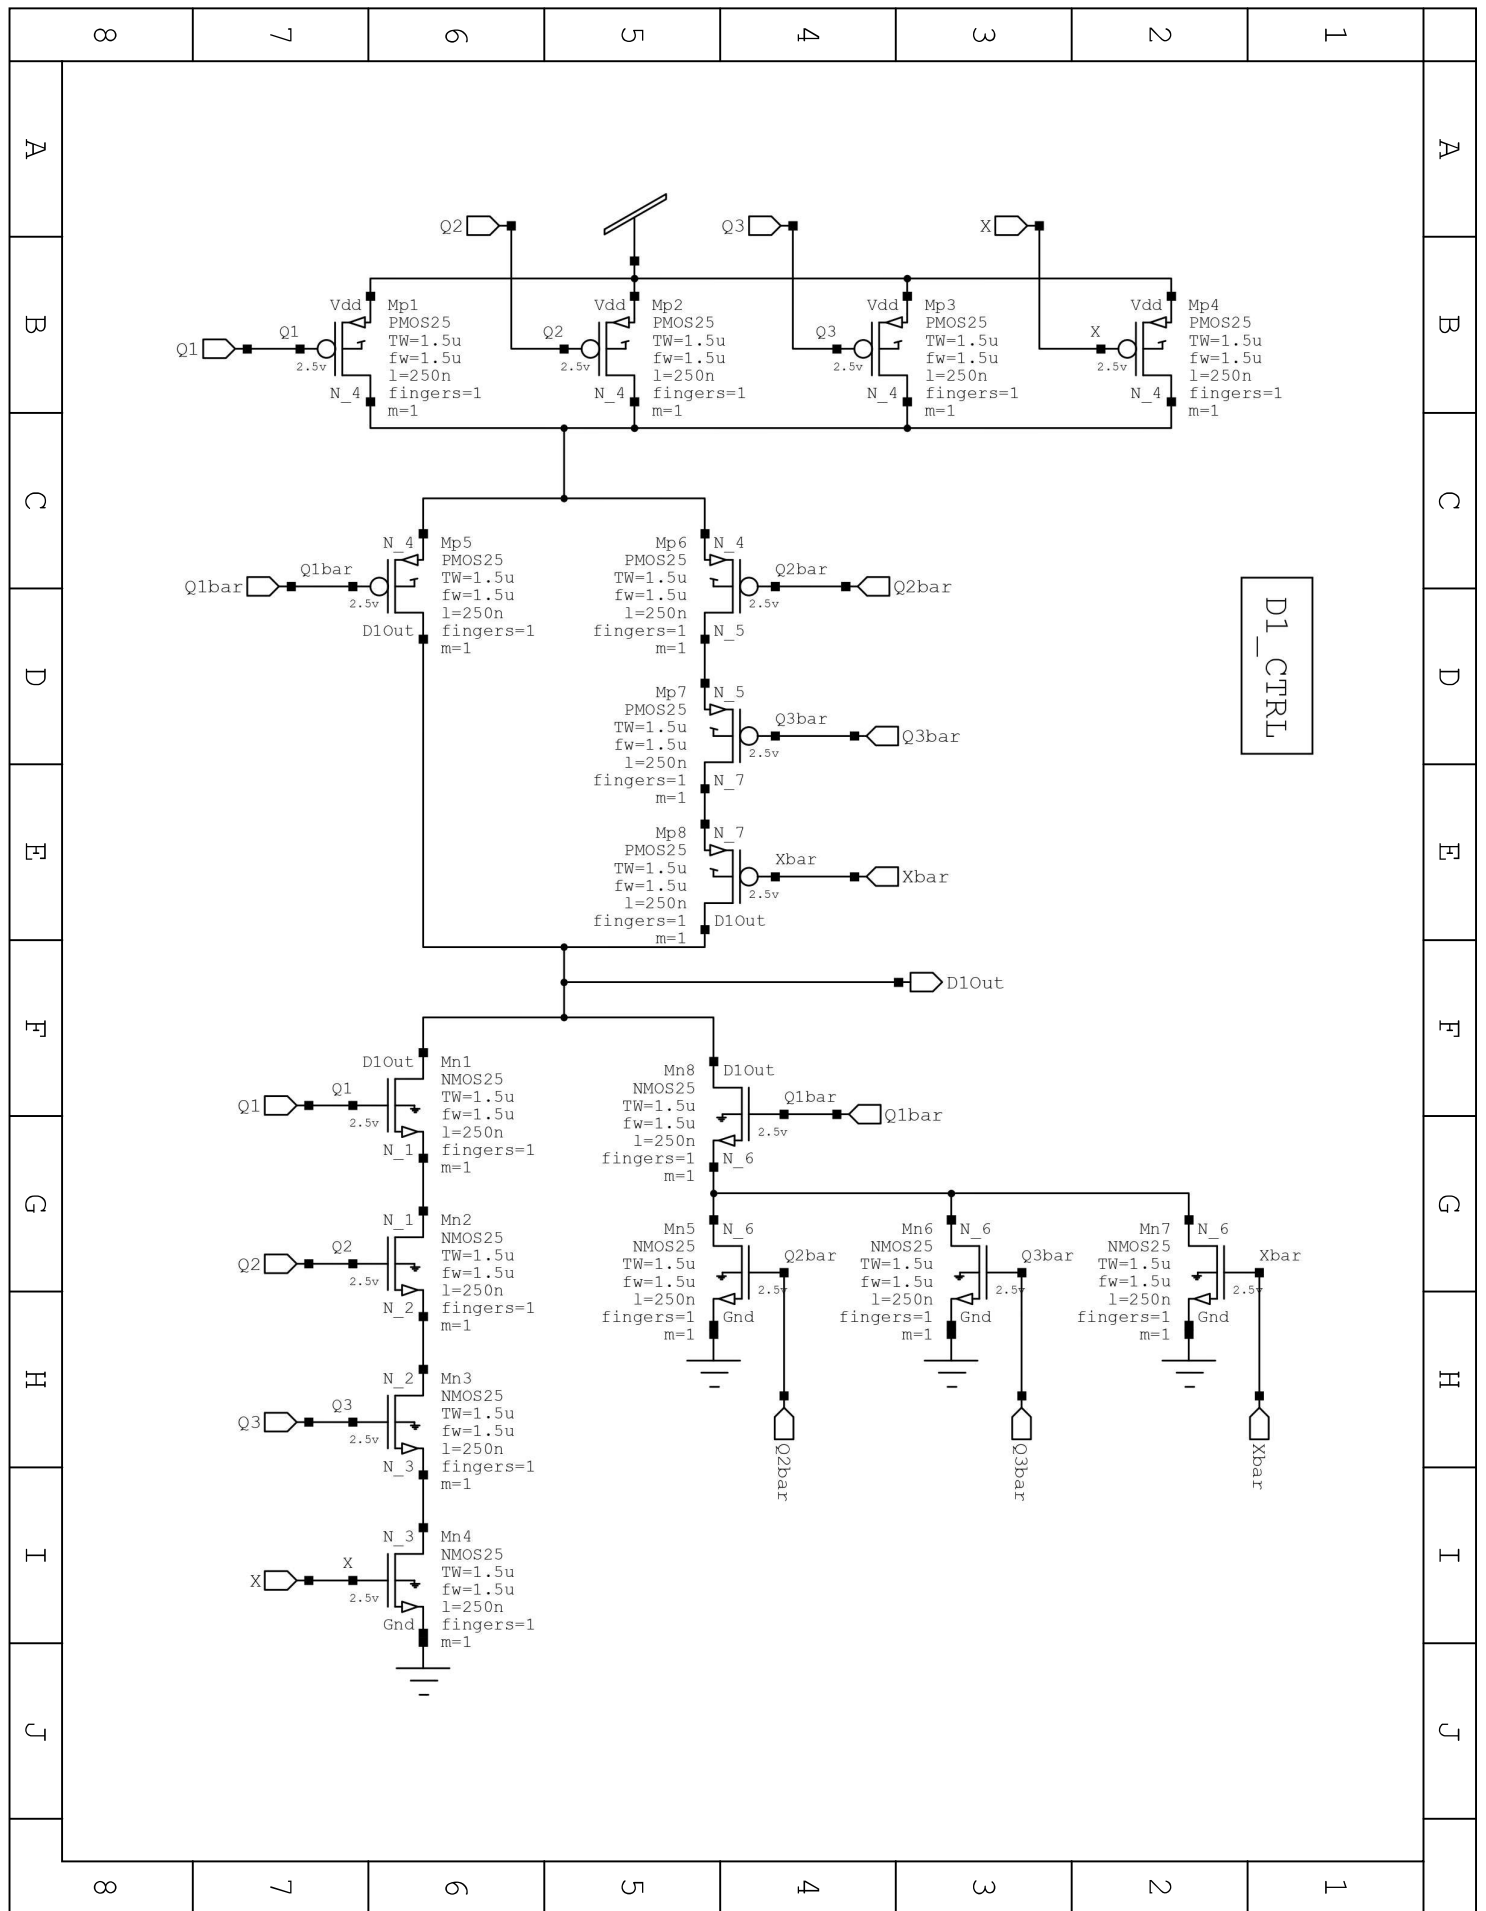 8 7 6 5 4 3 2 1
A A
Q2 Q3 X
B B
Vdd Mp1
PMOS25
TW=1.5u
fw=1.5u
l=250n
fingers=1
m=1
Q1 Q1
2.5v
N_4
Vdd Mp2
PMOS25
TW=1.5u
fw=1.5u
l=250n
fingers=1
m=1
Q2
2.5v
N_4
Vdd Mp3
PMOS25
TW=1.5u
fw=1.5u
l=250n
fingers=1
m=1
Q3
2.5v
N_4
Vdd Mp4
PMOS25
TW=1.5u
fw=1.5u
l=250n
fingers=1
m=1
X
2.5v
N_4
C C
N_4 Mp5
PMOS25
TW=1.5u
fw=1.5u
l=250n
fingers=1
m=1
Q1bar Q1bar
2.5v
D1Out
Mp6 N_4
PMOS25
TW=1.5u
fw=1.5u
l=250n
fingers=1
m=1
Q2bar Q2bar
2.5v
N_5
D1_CTRL
D D
Mp7 N_5
PMOS25
TW=1.5u
fw=1.5u
l=250n
fingers=1
m=1
Q3bar Q3bar
2.5v
N_7
E E
Mp8 N_7
PMOS25
TW=1.5u
fw=1.5u
l=250n
fingers=1
m=1
Xbar Xbar
2.5v
D1Out
D1Out
F F
D1Out Mn1
NMOS25
TW=1.5u
fw=1.5u
l=250n
fingers=1
m=1
Q1 Q1
2.5v
N_1
Mn8 D1Out
NMOS25
TW=1.5u
fw=1.5u
l=250n
fingers=1
m=1
Q1bar Q1bar
2.5v
N_6
G G
N_1 Mn2
NMOS25
TW=1.5u
fw=1.5u
l=250n
fingers=1
m=1
Q2 Q2
2.5v
N_2
Mn5 N_6
NMOS25
TW=1.5u
fw=1.5u
l=250n
fingers=1
m=1
Q2bar
2.5v
Gnd
Mn6 N_6
NMOS25
TW=1.5u
fw=1.5u
l=250n
fingers=1
m=1
Q3bar
2.5v
Gnd
Mn7 N_6
NMOS25
TW=1.5u
fw=1.5u
l=250n
fingers=1
m=1
Xbar
2.5v
Gnd
H H
N_2 Mn3
NMOS25
TW=1.5u
fw=1.5u
l=250n
fingers=1
m=1
Q3 Q3
2.5v
N_3
Q2bar
Q3bar
Xbar
I I
N_3 Mn4
NMOS25
TW=1.5u
fw=1.5u
l=250n
fingers=1
m=1
X X
2.5v
Gnd
J J
8 7 6 5 4 3 2 1